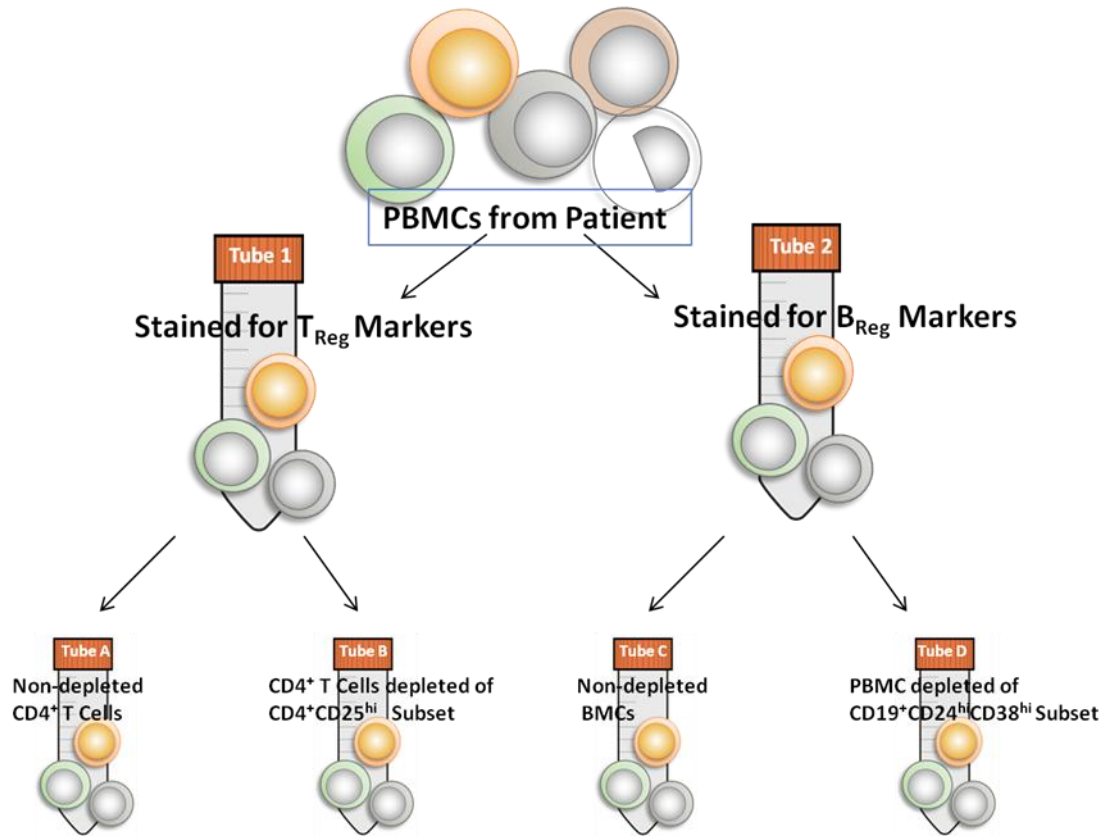 PBMCs from Patient
Tube 1
Tube 2
Stained for TReg Markers
Stained for BReg Markers
Tube A
Non-depleted
CD4+ T Cells
Tube B
CD4+ T Cells depleted of
CD4+CD25hi Subset
Tube C
Non-depleted
BMCs
Tube D
PBMC depleted of
CD19+CD24hiCD38hi Subset